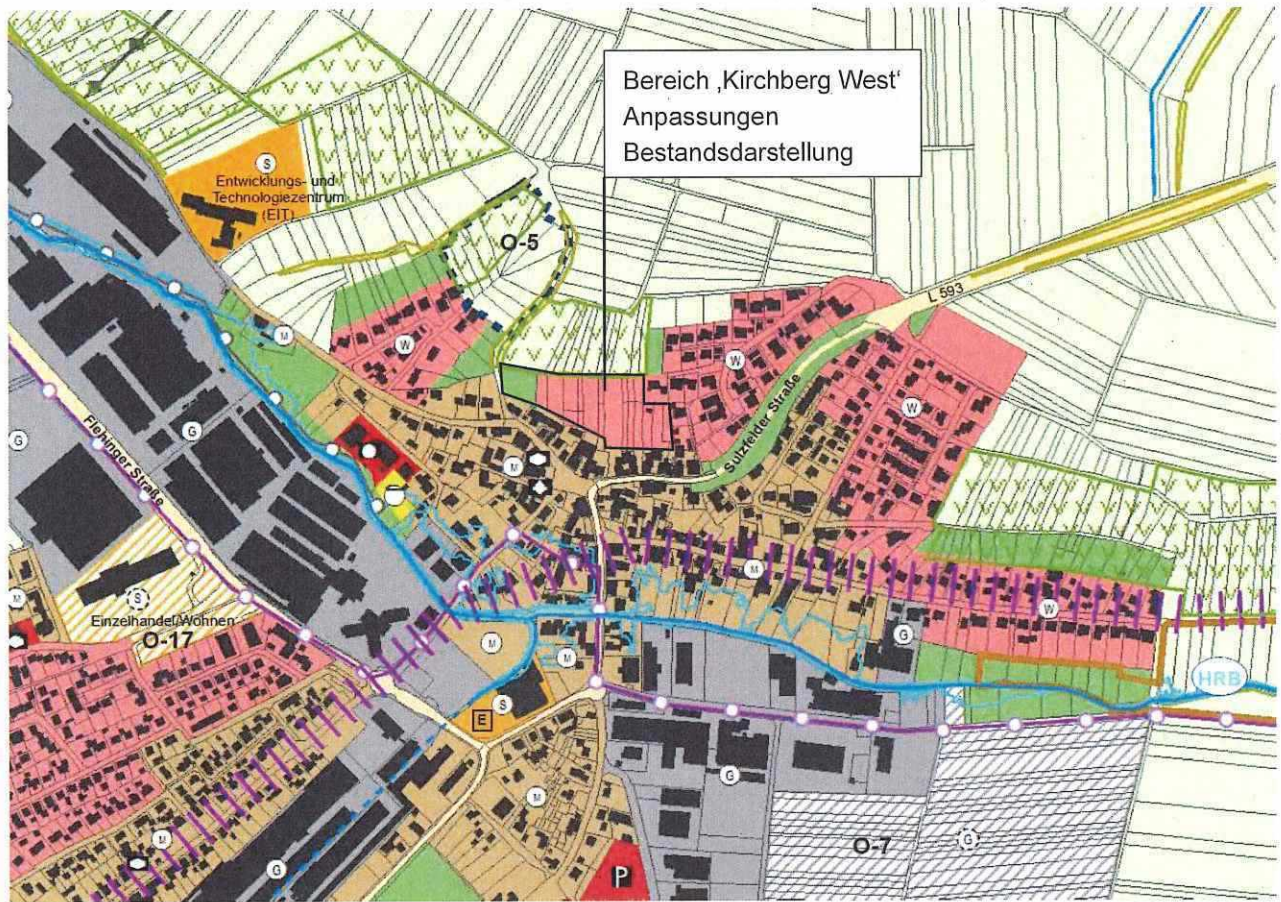 Bereich ‚Kirchberg West‘
Anpassungen
Bestandsdarstellung
S
Entwicklungs- und
Technologiezentrum
(EIT)
O-5
L 593
M
W
W
W
Sulzfelder Straße
G
G
Flehinger Straße
M
M
W
S
Einzelhandel/Wohnen
O-17
M
M
M
G
HRB
E
S
G
M
M
P
G
O-7
G